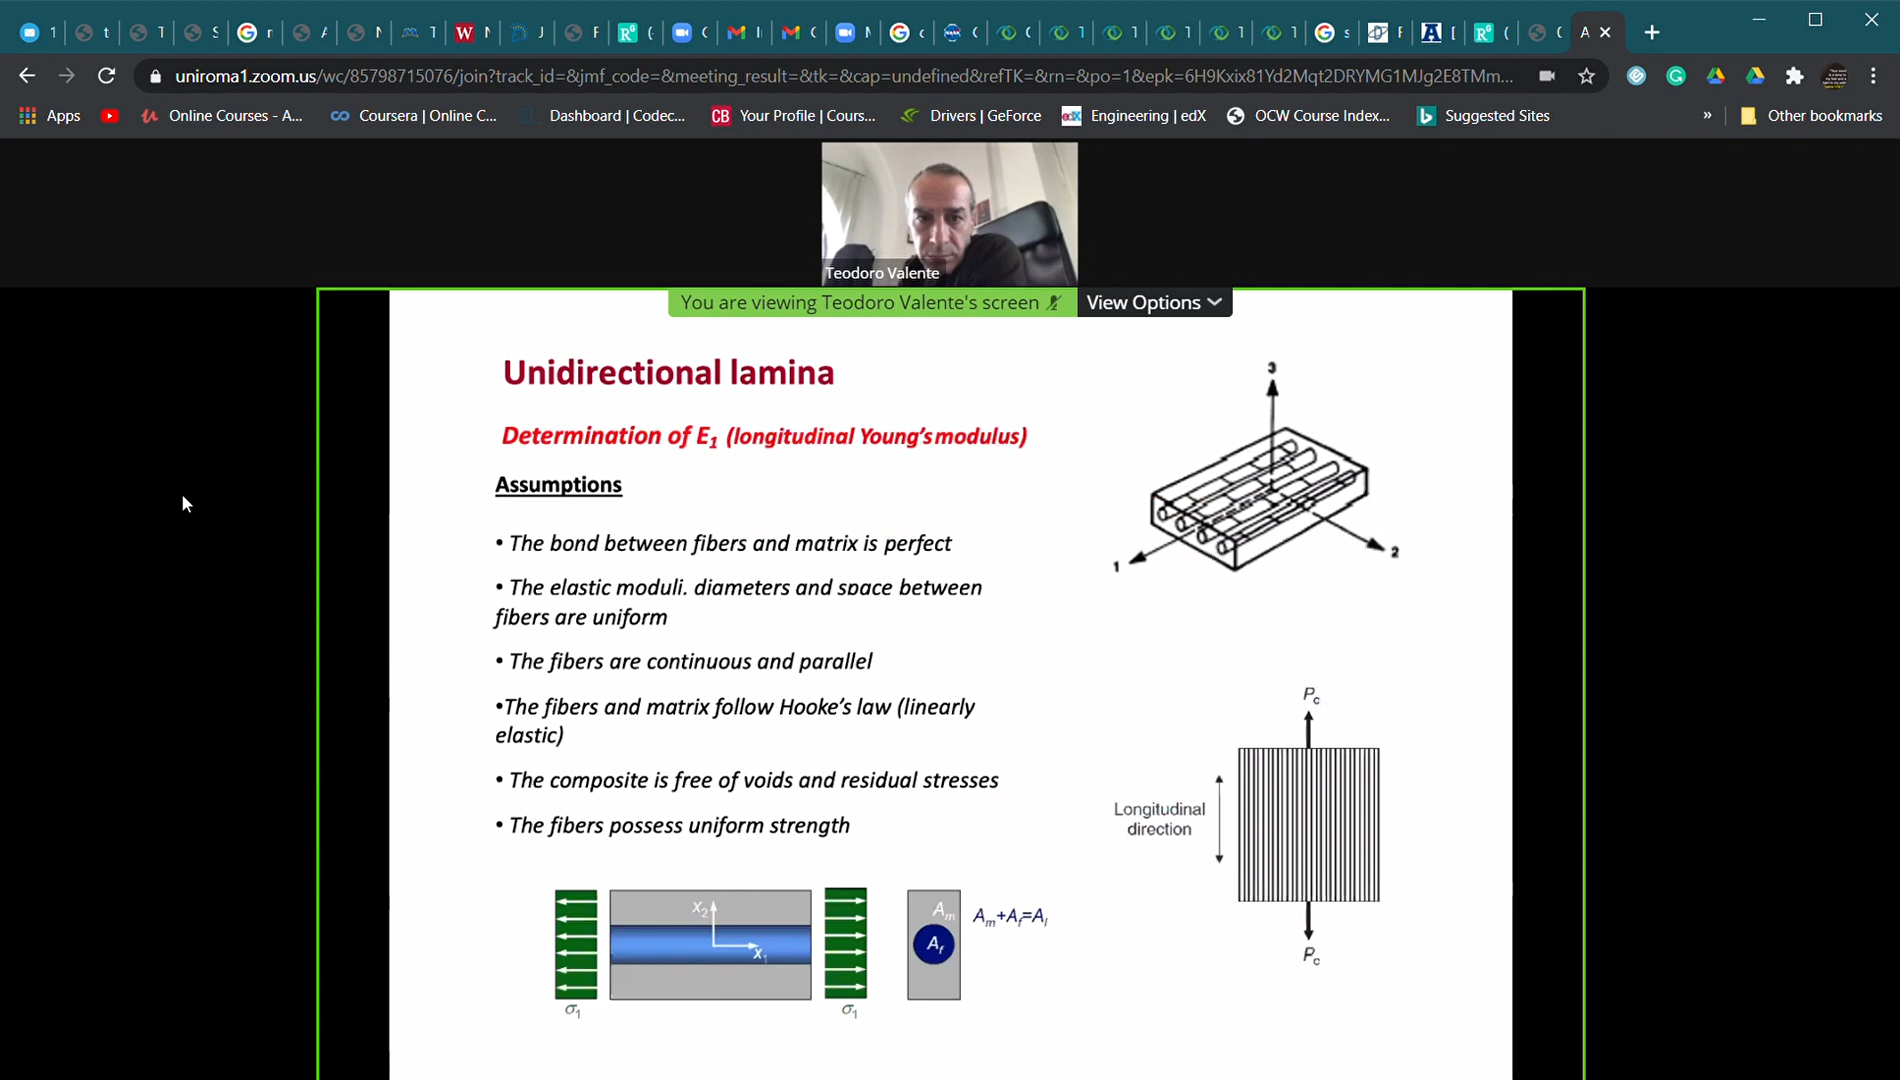 uniroma1.zoom.us/wc/85798715076/join?track_id=&jmf_code=&meeting_result=&tk=&cap=undefined&refTK=&rn=&po=1&epk=6H9Kxix81Yd2Mqt2DRYMG1MJg2E8TMm...
Apps
Online Courses - A...
Coursera | Online C...
Dashboard | Codec...
CB Your Profile | Cours...
Drivers | GeForce
edX Engineering | edX
OCW Course Index...
Suggested Sites
»
Other bookmarks
Teodoro Valente
You are viewing Teodoro Valente's screen
View Options
Unidirectional lamina
Determination of E1 (longitudinal Young's modulus)
Assumptions
• The bond between fibers and matrix is perfect
• The elastic moduli, diameters and space between
fibers are uniform
• The fibers are continuous and parallel
•The fibers and matrix follow Hooke's law (linearly
elastic)
• The composite is free of voids and residual stresses
• The fibers possess uniform strength
3
1
2
Pc
Longitudinal
direction
Pc
x2
x1
σ1
σ1
Am
Af
Am+Af=Al